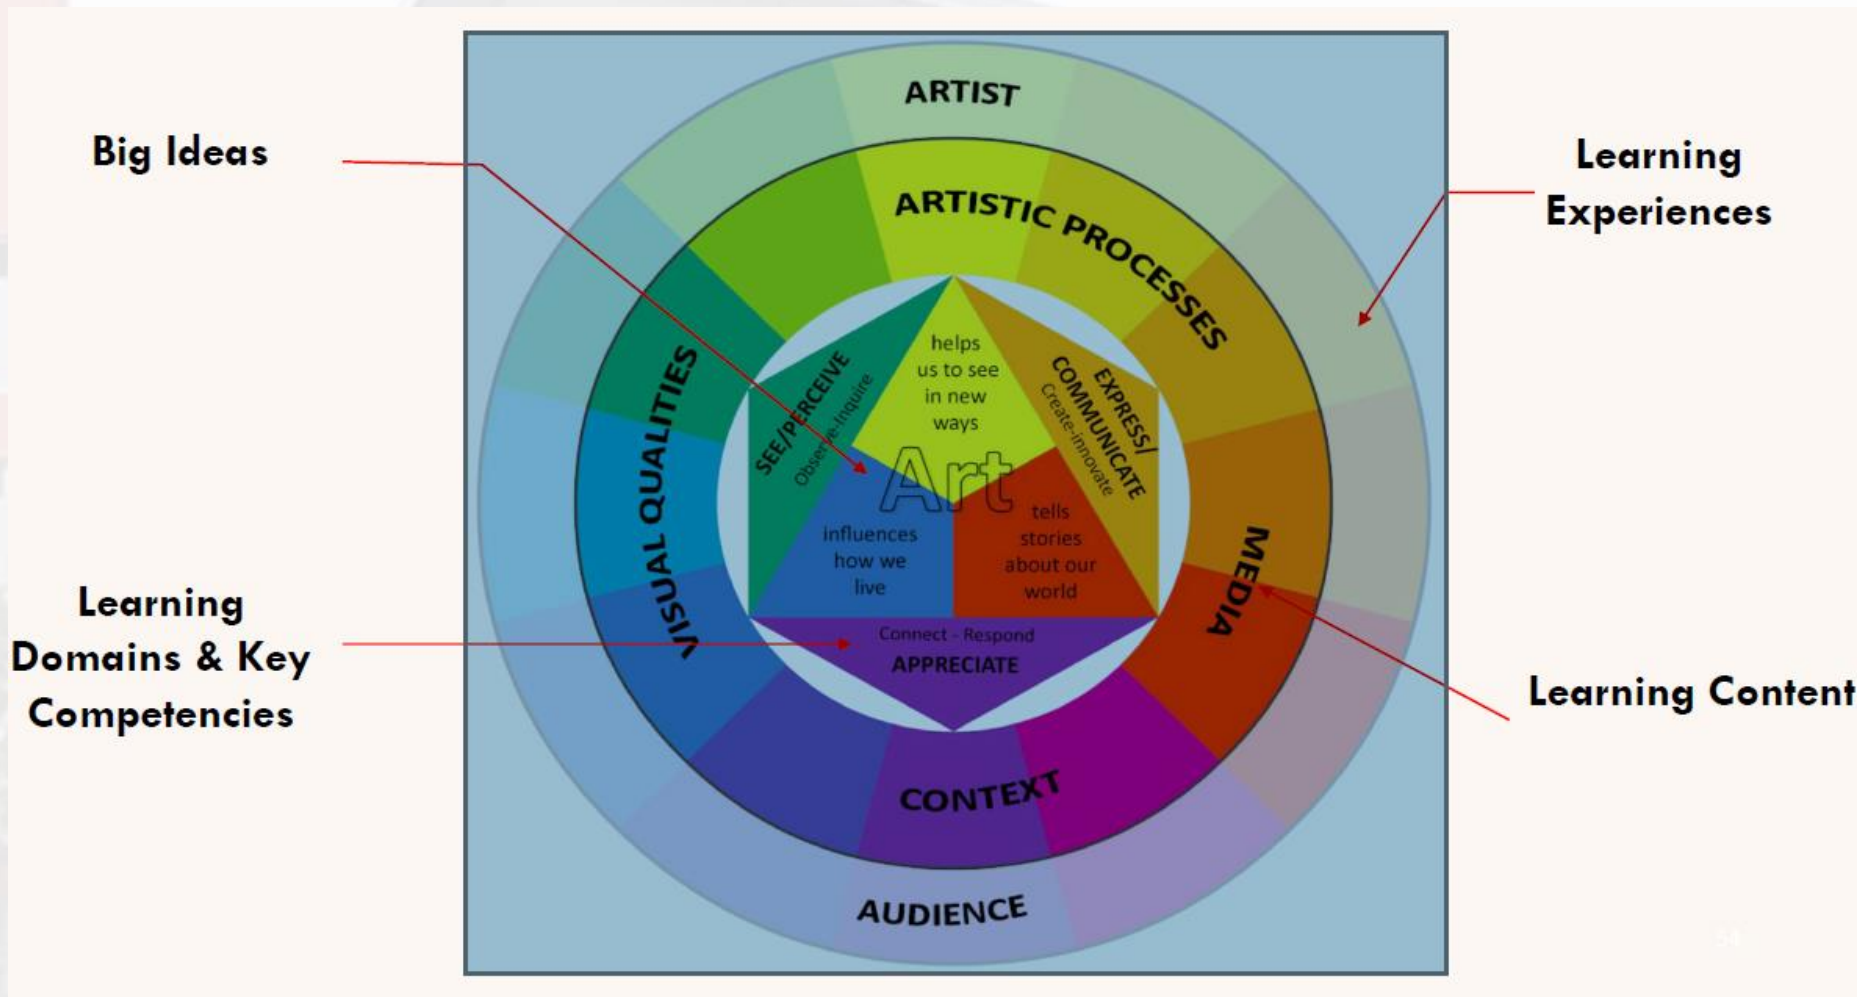 Big Ideas
Learning
Domains & Key
Competencies
ARTIST
ARTISTIC PROCESSES
VISUAL QUALITIES
MEDIA
CONTEXT
AUDIENCE
SEE/PERCEIVE
Observe-Inquire
helps
us to see
in new
ways
EXPRESS/
COMMUNICATE
Create-innovate
Art
influences
how we
live
tells
stories
about our
world
Connect - Respond
APPRECIATE
Learning
Experiences
Learning Content